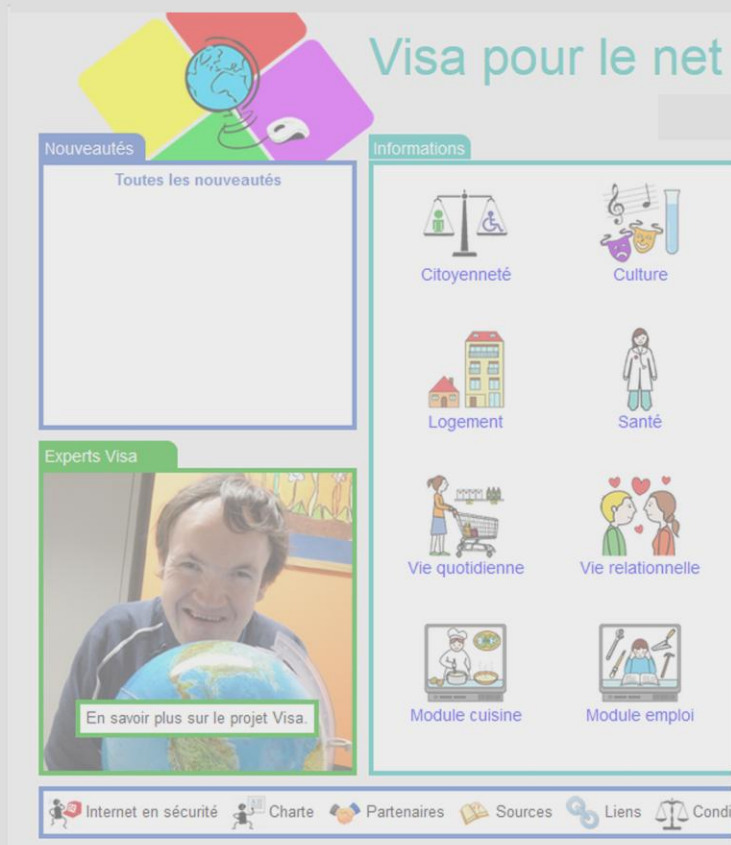 Visa pour le net
Nouveautés
Toutes les nouveautés
Informations
Citoyenneté
Culture
Logement
Santé
Vie quotidienne
Vie relationnelle
Module cuisine
Module emploi
Experts Visa
En savoir plus sur le projet Visa.
Internet en sécurité Charte Partenaires Sources Liens Condi